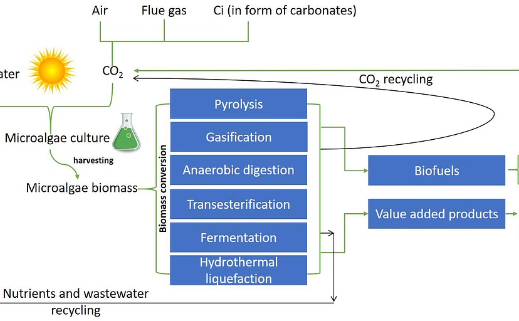 Air
Flue gas
Ci (in form of carbonates)
ater
CO2
CO2 recycling
Microalgae culture
harvesting
Microalgae biomass
Biomass conversion
Pyrolysis
Gasification
Anaerobic digestion
Transesterification
Fermentation
Hydrothermal
liquefaction
Biofuels
Value added products
Nutrients and wastewater
recycling